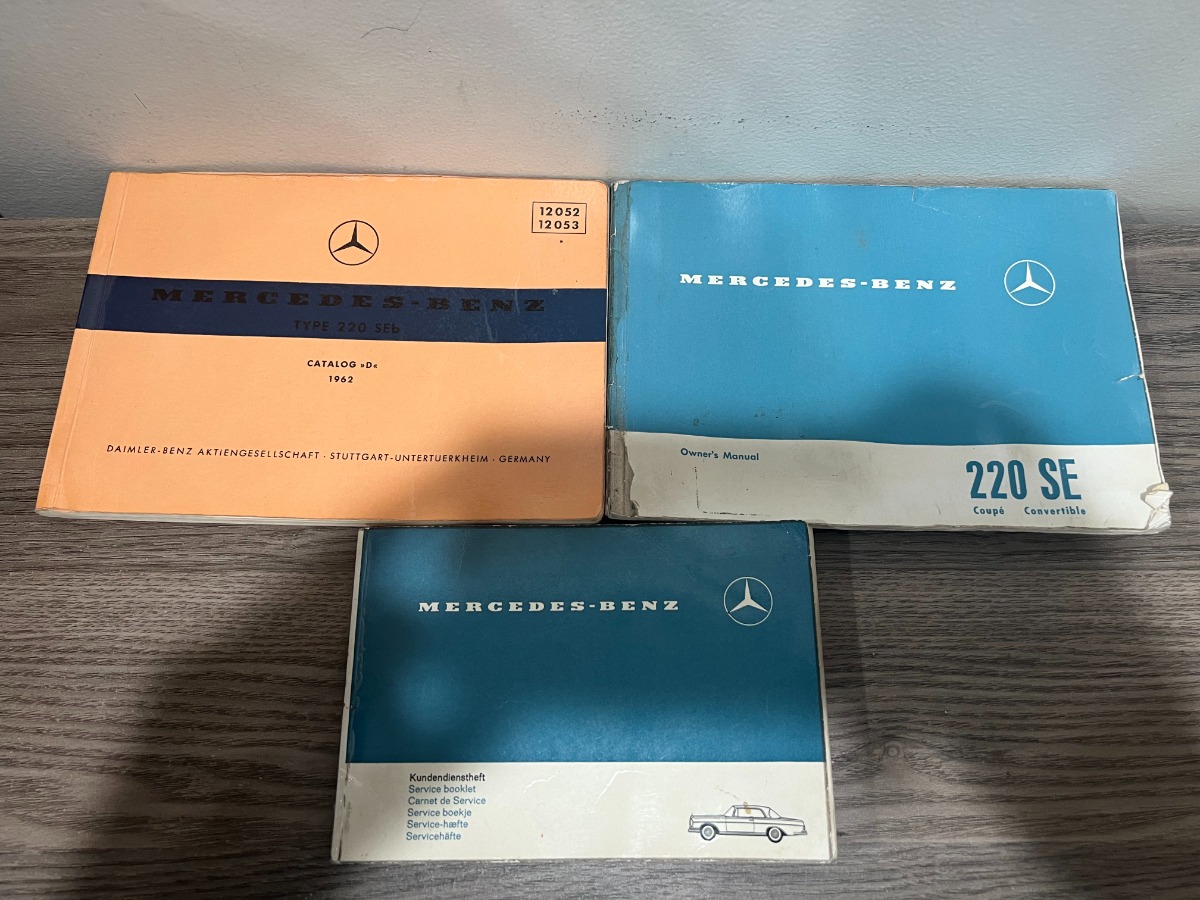 12052
12053
MERCEDES-BENZ
TYPE 220 SEb
CATALOG »D«
1962
DAIMLER-BENZ AKTIENGESELLSCHAFT · STUTTGART-UNTERTUERKHEIM · GERMANY
MERCEDES-BENZ
Owner's Manual
220 SE
Coupé Convertible
MERCEDES-BENZ
Kundendienstheft
Service booklet
Carnet de Service
Service boekje
Service-hæfte
Servicehäfte